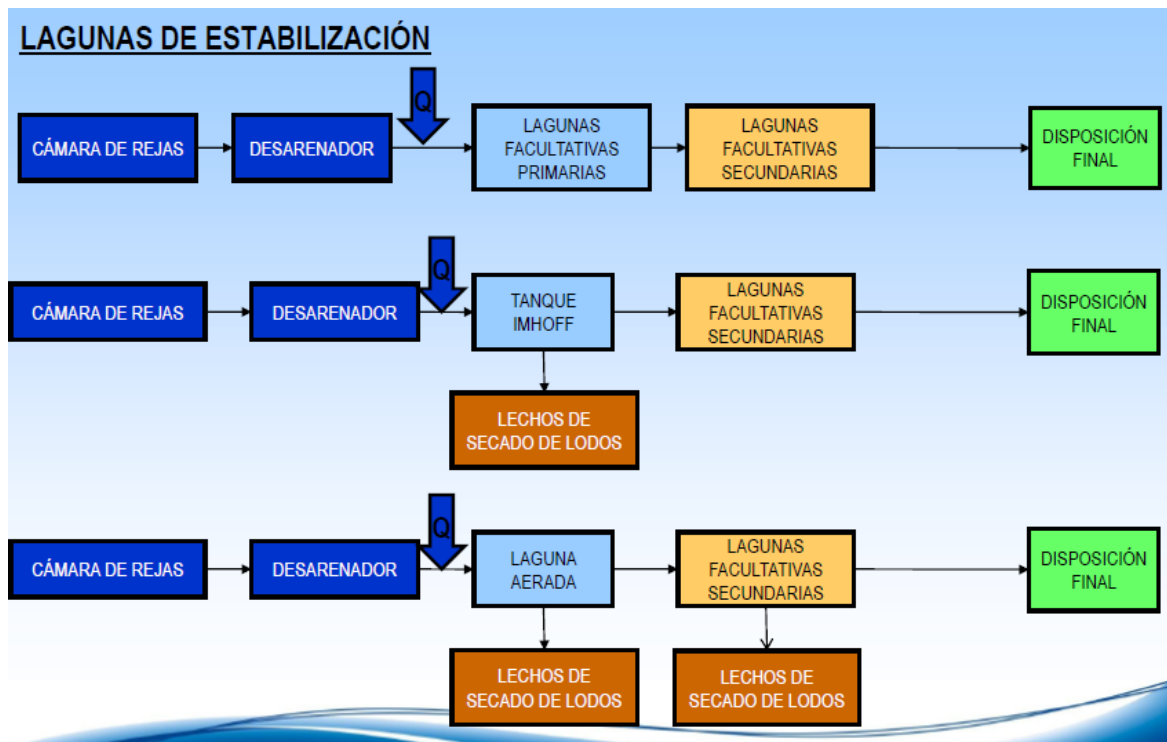 LAGUNAS DE ESTABILIZACIÓN
Q
CÁMARA DE REJAS
DESARENADOR
LAGUNAS
FACULTATIVAS
PRIMARIAS
LAGUNAS
FACULTATIVAS
SECUNDARIAS
DISPOSICIÓN
FINAL
Q
CÁMARA DE REJAS
DESARENADOR
TANQUE
IMHOFF
LAGUNAS
FACULTATIVAS
SECUNDARIAS
DISPOSICIÓN
FINAL
LECHOS DE
SECADO DE LODOS
Q
CÁMARA DE REJAS
DESARENADOR
LAGUNA
AERADA
LAGUNAS
FACULTATIVAS
SECUNDARIAS
DISPOSICIÓN
FINAL
LECHOS DE
SECADO DE LODOS
LECHOS DE
SECADO DE LODOS